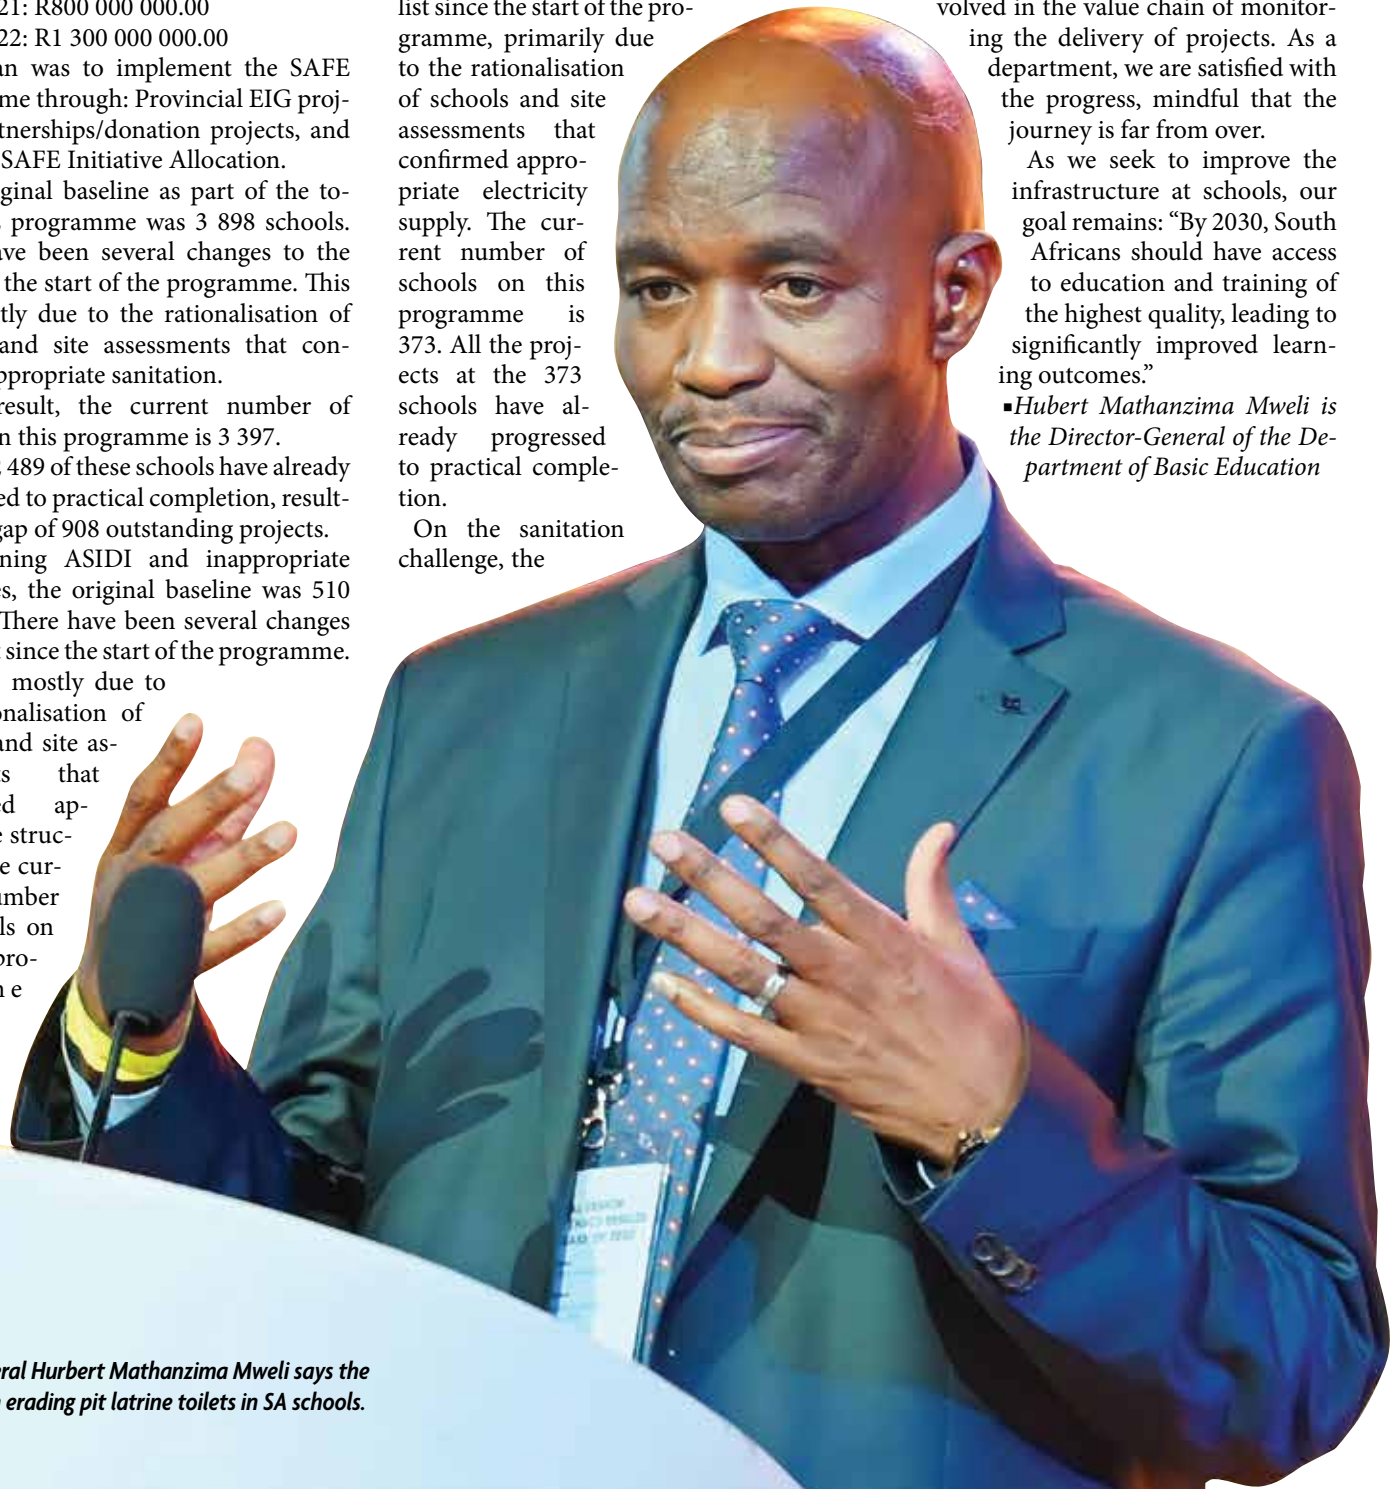 21: R800 000 000.00
22: R1 300 000 000.00
an was to implement the SAFE
me through: Provincial EIG proj-
tnerships/donation projects, and
SAFE Initiative Allocation.
ginal baseline as part of the to-
programme was 3 898 schools.
ave been several changes to the
the start of the programme. This
tly due to the rationalisation of
and site assessments that con-
ppropriate sanitation.
result, the current number of
n this programme is 3 397.
2 489 of these schools have already
ed to practical completion, result-
gap of 908 outstanding projects.
ning ASIDI and inappropriate
es, the original baseline was 510
There have been several changes
t since the start of the programme.
mostly due to
onalisation of
and site as-
ts that
ed ap-
e struc-
e cur-
umber
ls on
pro-
m e
list since the start of the pro-
gramme, primarily due
to the rationalisation
of schools and site
assessments that
confirmed appro-
priate electricity
supply. The cur-
rent number of
schools on this
programme is
373. All the proj-
ects at the 373
schools have al-
ready progressed
to practical comple-
tion.
On the sanitation
challenge, the
volved in the value chain of monitor-
ing the delivery of projects. As a
department, we are satisfied with
the progress, mindful that the
journey is far from over.
As we seek to improve the
infrastructure at schools, our
goal remains: “By 2030, South
Africans should have access
to education and training of
the highest quality, leading to
significantly improved learn-
ing outcomes.”
▪Hubert Mathanzima Mweli is
the Director-General of the De-
partment of Basic Education
eral Hurbert Mathanzima Mweli says the
erading pit latrine toilets in SA schools.